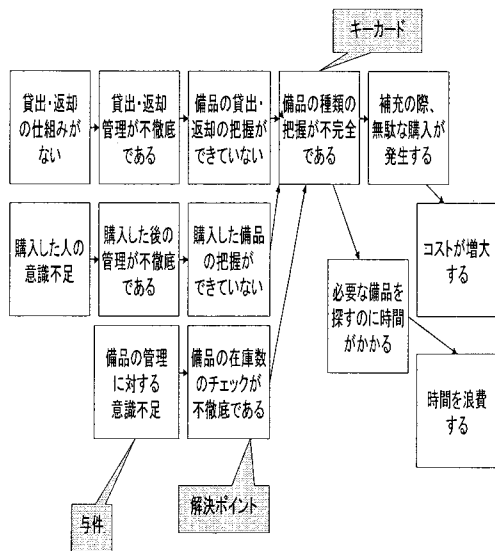 キーカード
貸出・返却
の仕組みが
ない
貸出・返却
管理が不徹底
である
備品の貸出・
返却の把握が
できていない
備品の種類の
把握が不完全
である
補充の際、
無駄な購入が
発生する
購入した人の
意識不足
購入した後の
管理が不徹底
である
購入した備品
の把握が
できていない
コストが増大
する
必要な備品を
探すのに時間
がかかる
備品の管理
に対する
意識不足
備品の在庫数
のチェックが
不徹底である
時間を浪費
する
与件
解決ポイント